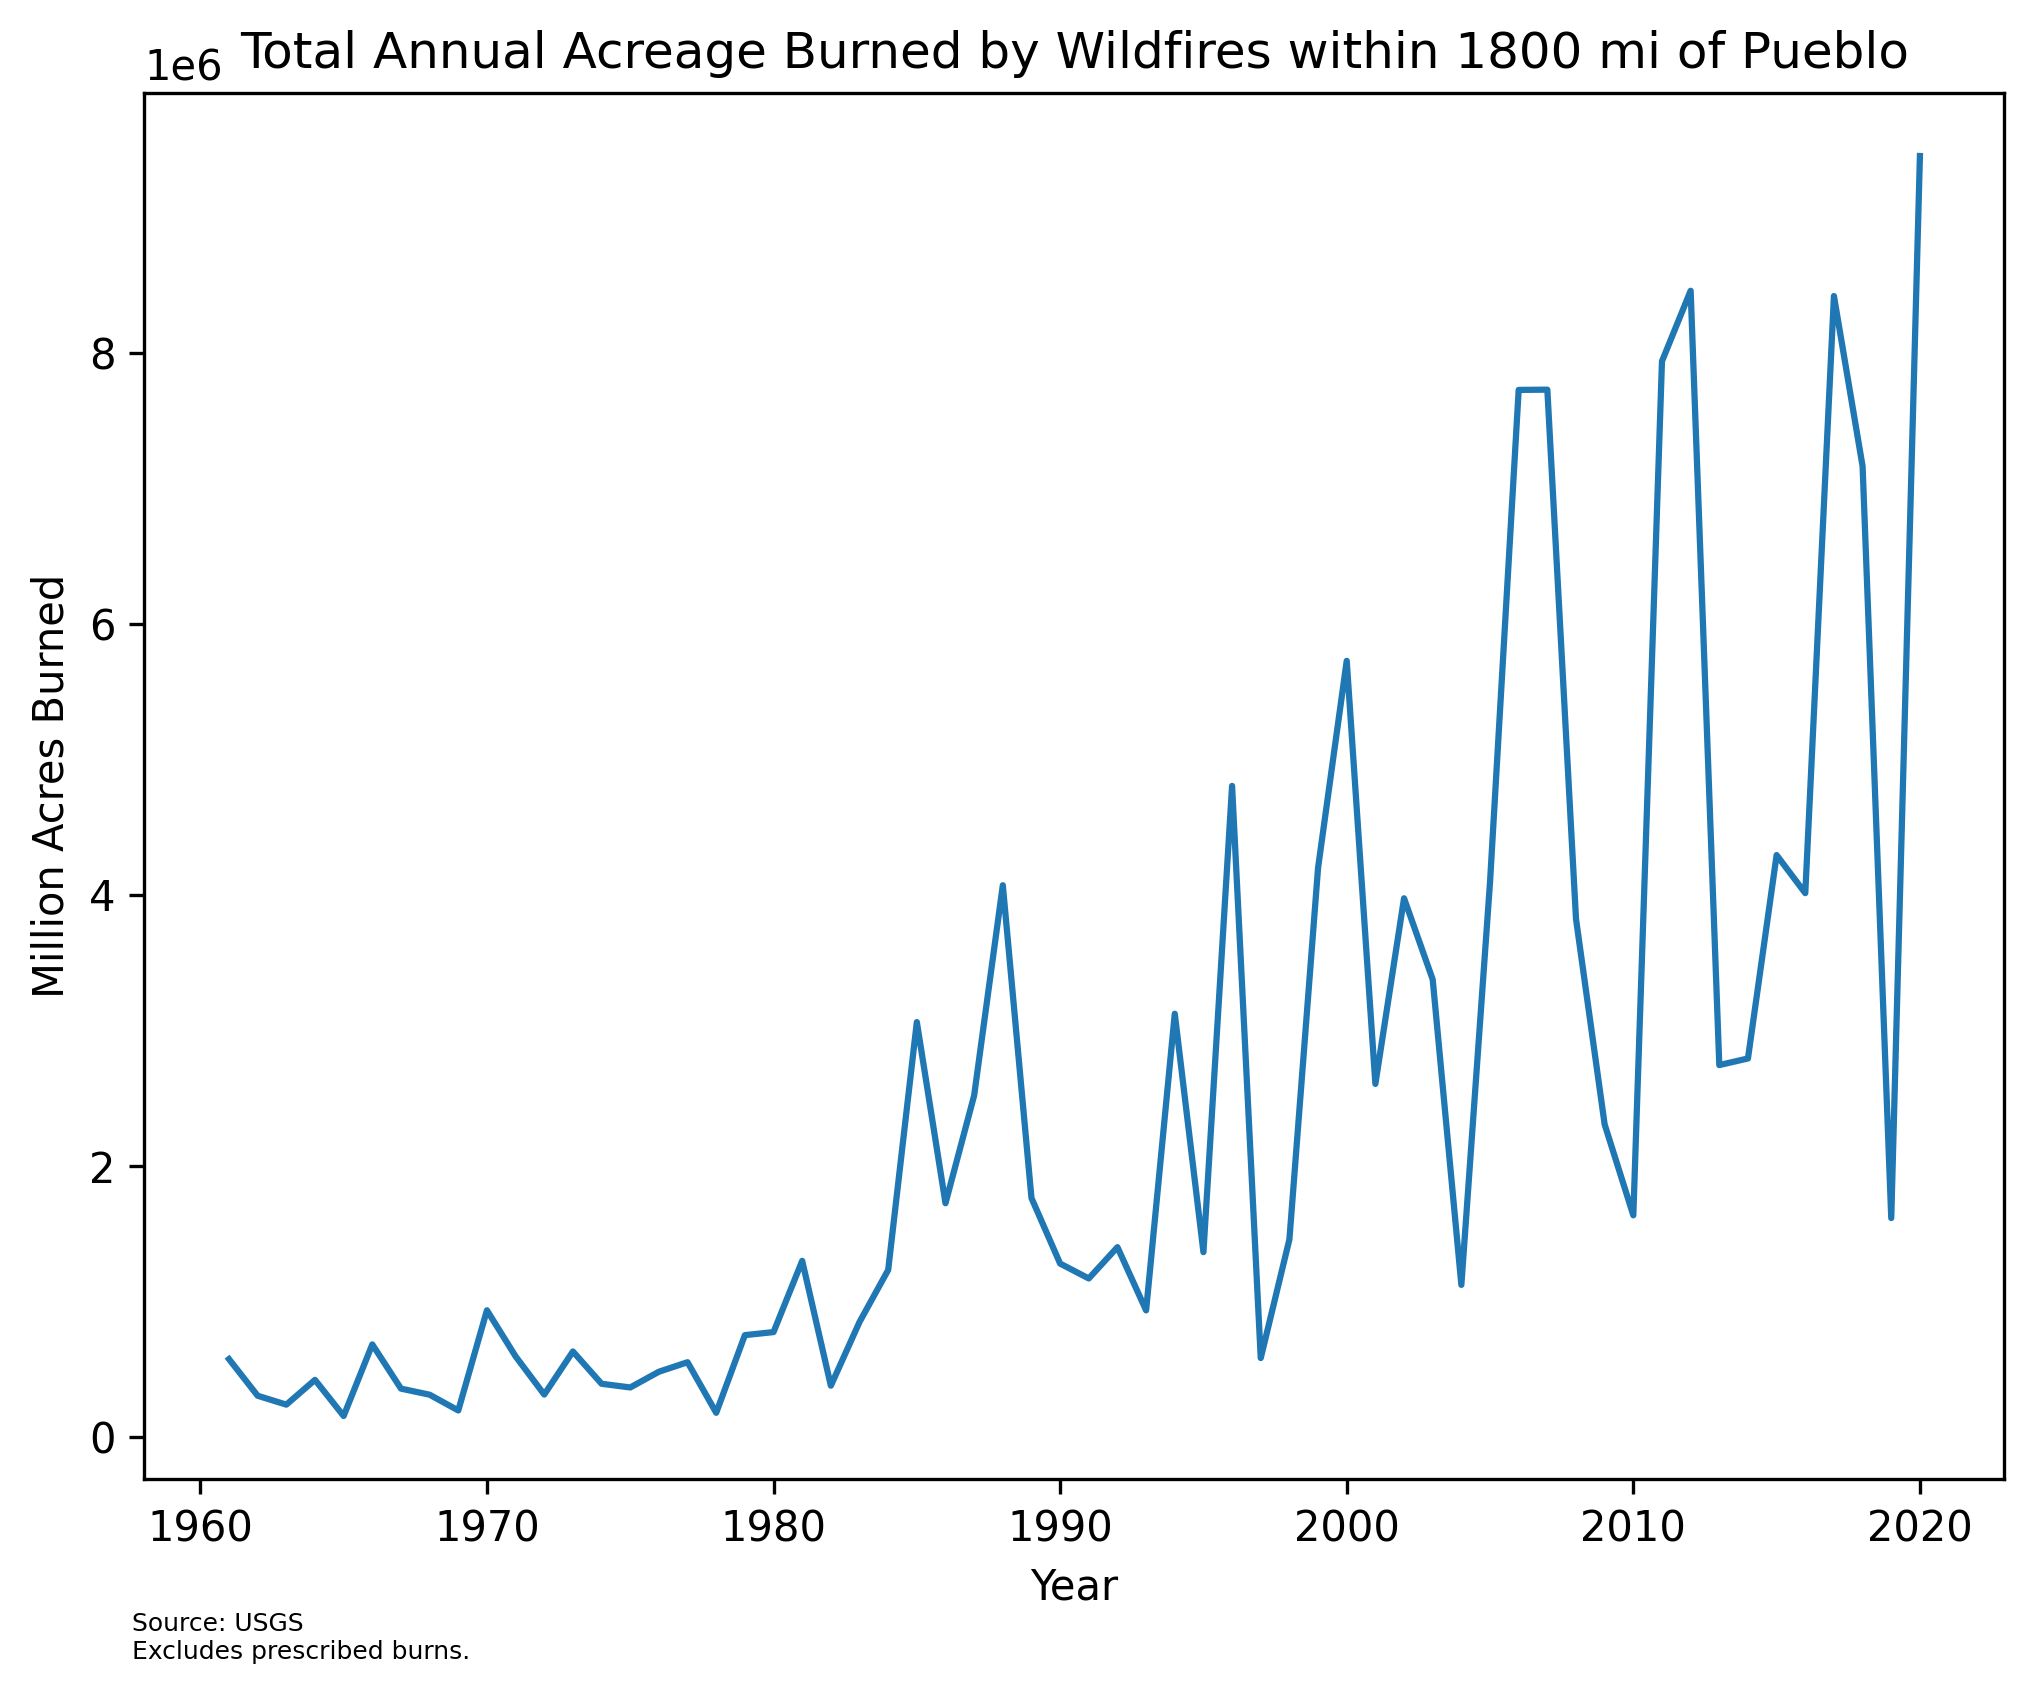 1e6
Total Annual Acreage Burned by Wildfires within 1800 mi of Pueblo
Million Acres Burned
8
6
4
2
0
1960
1970
1980
1990
2000
2010
2020
Year
Source: USGS
Excludes prescribed burns.